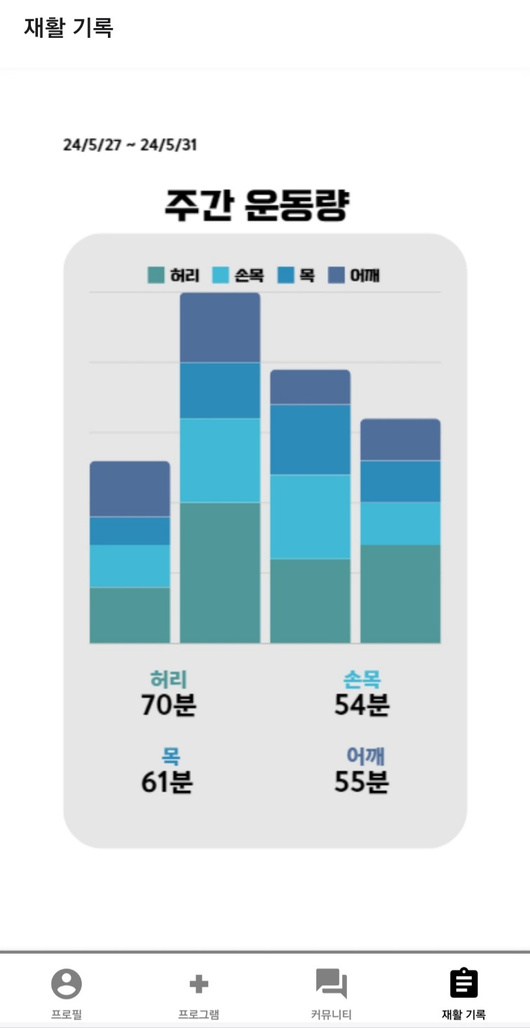 재활 기록
24/5/27 ~ 24/5/31
주간 운동량
허리 손목 목 어깨
허리 손목
70분 54분
목 어깨
61분 55분
프로필 프로그램 커뮤니티 재활 기록